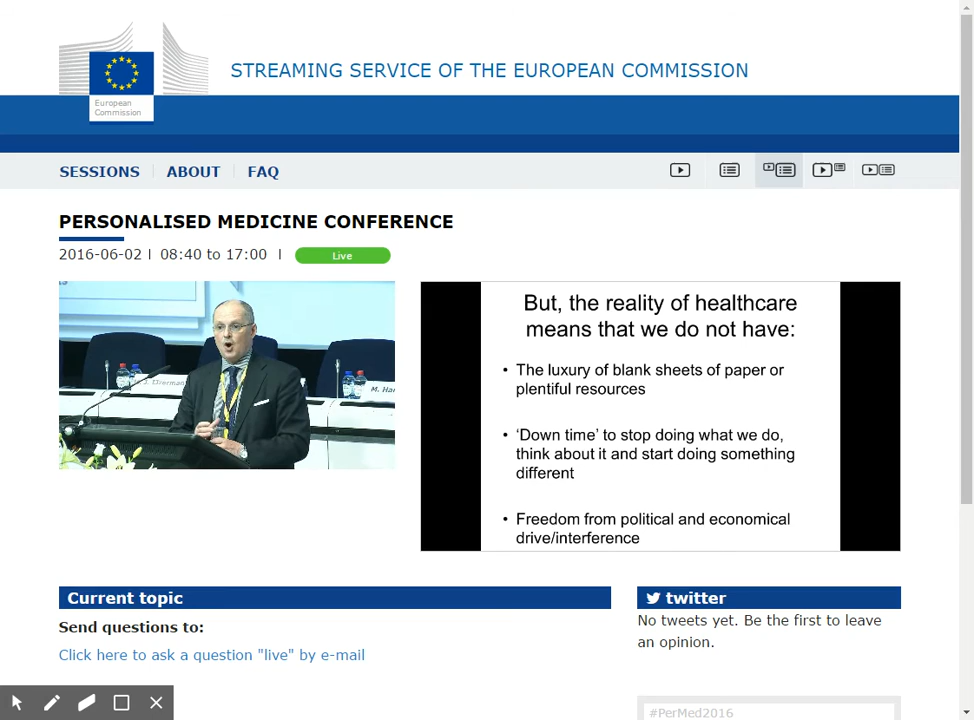 European
Commission
STREAMING SERVICE OF THE EUROPEAN COMMISSION
SESSIONS
ABOUT
FAQ
PERSONALISED MEDICINE CONFERENCE
2016-06-02 | 08:40 to 17:00 |
Live
But, the reality of healthcare
means that we do not have:
• The luxury of blank sheets of paper or
plentiful resources
• ‘Down time’ to stop doing what we do,
think about it and start doing something
different
• Freedom from political and economical
drive/interference
Current topic
Send questions to:
Click here to ask a question "live" by e-mail
twitter
No tweets yet. Be the first to leave
an opinion.
#PerMed2016